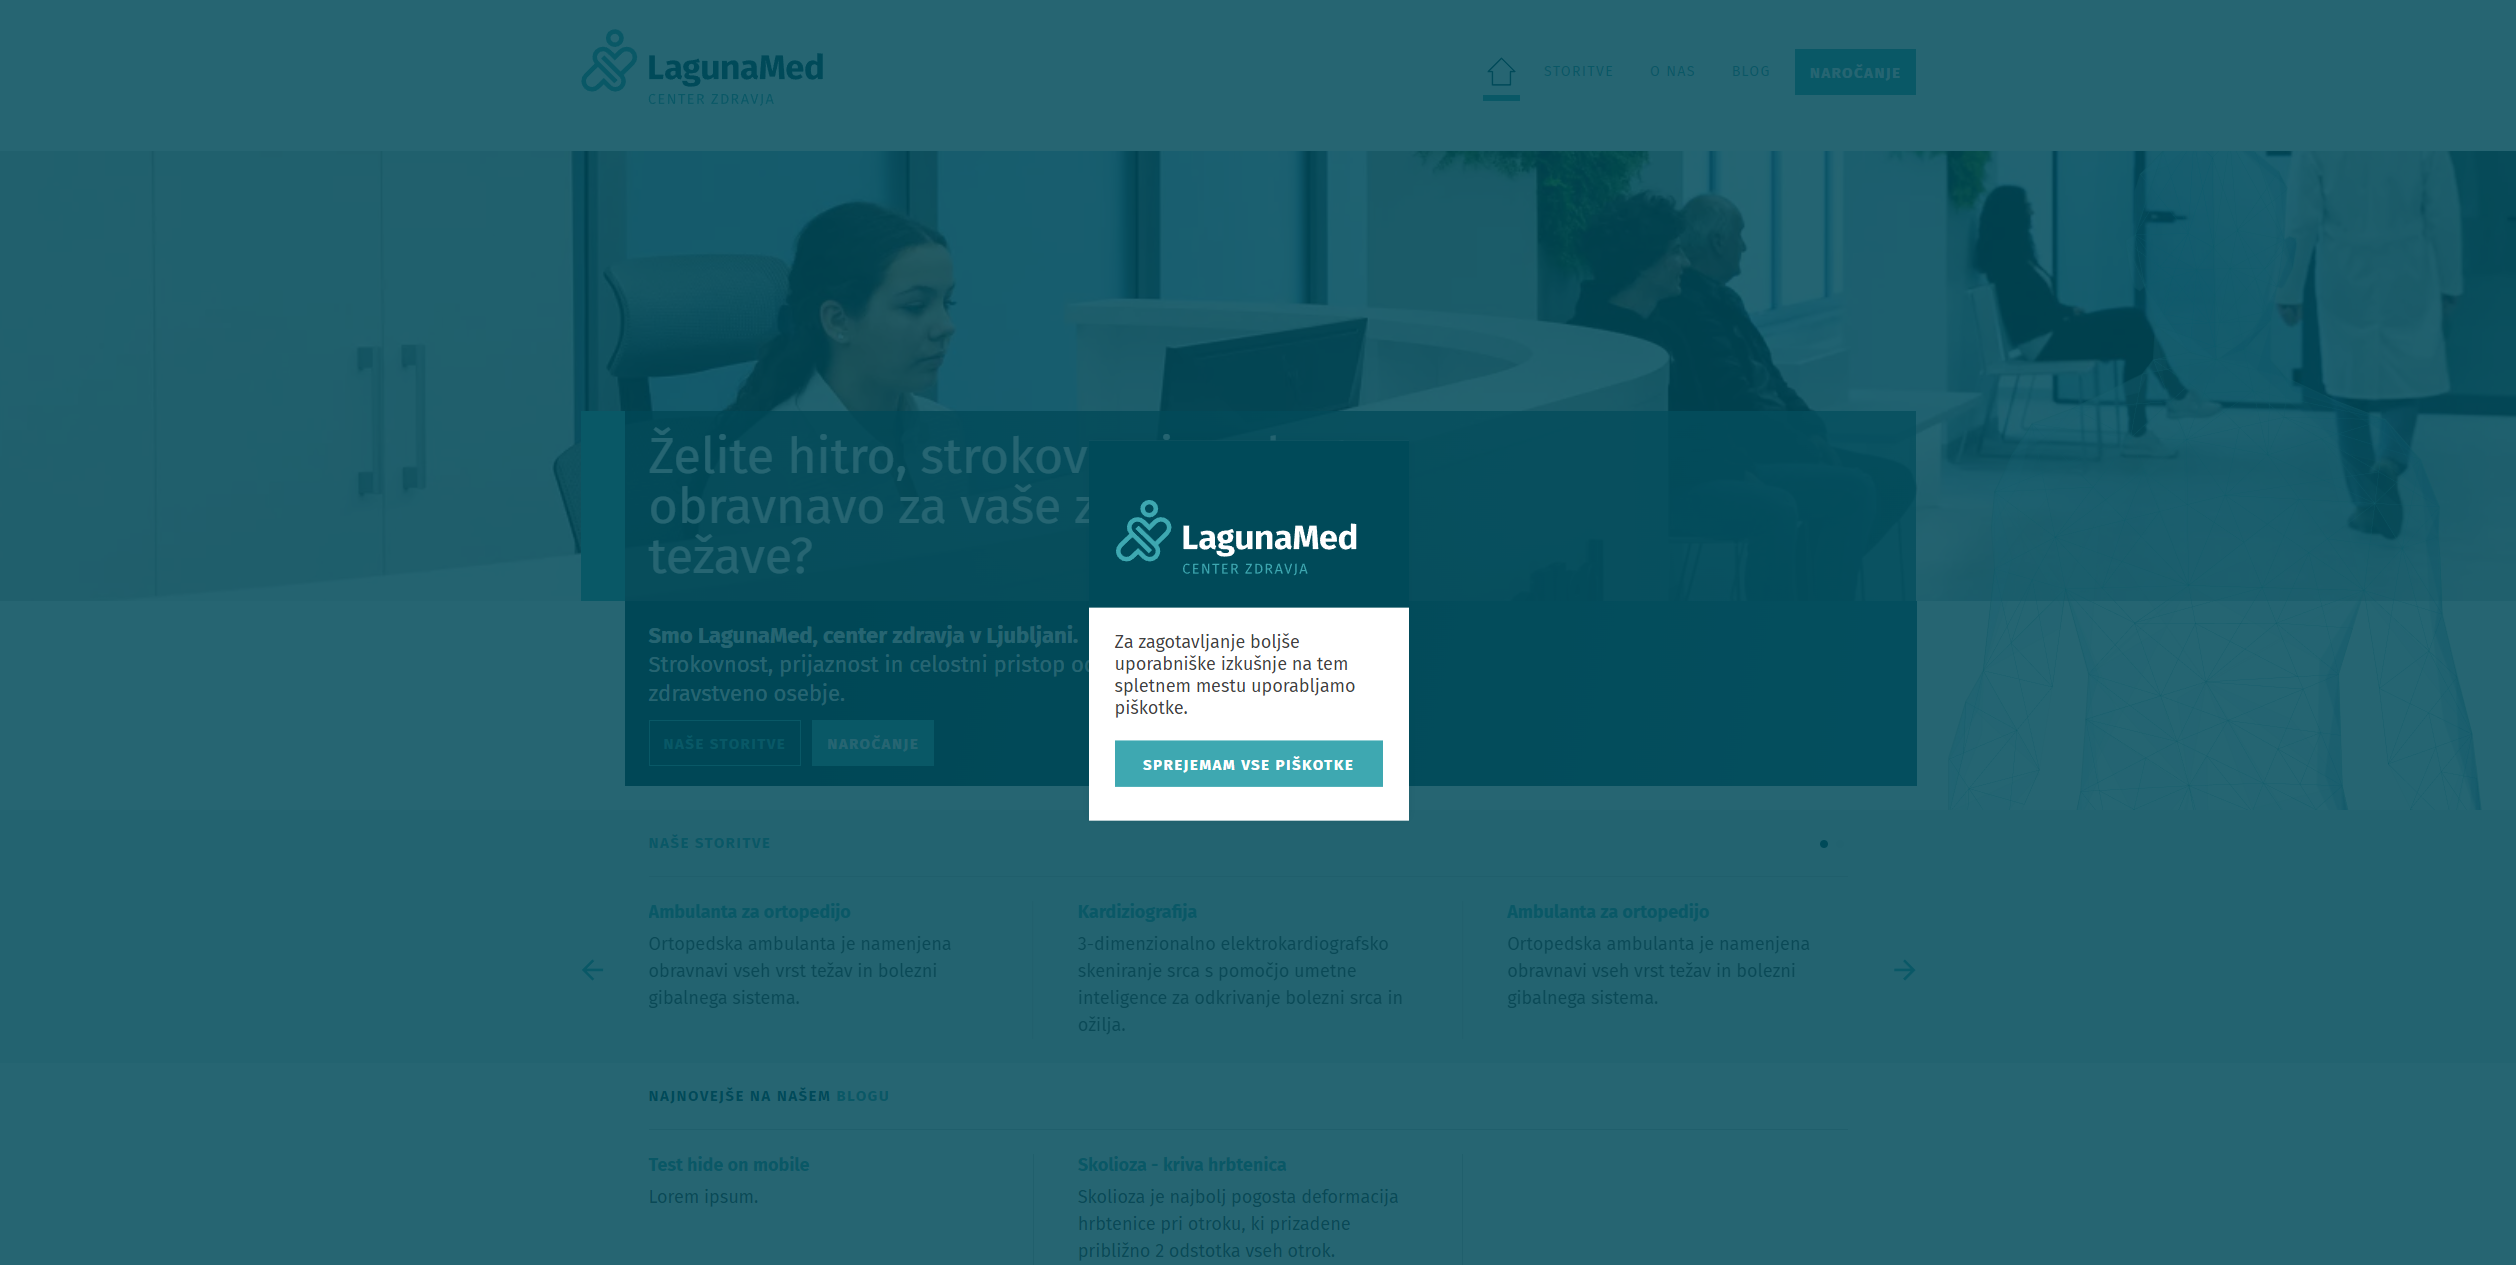 LagunaMed
CENTER ZDRAVJA
STORITVE
O NAS
BLOG
NAROČANJE
Želite hitro, strokov
obravnavo za vaše z
težave?
Smo LagunaMed, center zdravja v Ljubljani.
Strokovnost, prijaznost in celostni pristop
zdravstveno osebje.
NAŠE STORITVE
NAROČANJE
LagunaMed
CENTER ZDRAVJA
Za zagotavljanje boljše
uporabniške izkušnje na tem
spletnem mestu uporabljamo
piškotke.
SPREJEMAM VSE PIŠKOTKE
NAŠE STORITVE
Ambulanta za ortopedijo
Ortopedska ambulanta je namenjena
obravnavi vseh vrst težav in bolezni
gibalnega sistema.
Kardiziografija
3-dimenzionalno elektrokardiografsko
skeniranje srca s pomočjo umetne
inteligence za odkrivanje bolezni srca in
ožilja.
Ambulanta za ortopedijo
Ortopedska ambulanta je namenjena
obravnavi vseh vrst težav in bolezni
gibalnega sistema.
NAJNOVEJŠE NA NAŠEM BLOGU
Test hide on mobile
Lorem ipsum.
Skolioza - kriva hrbtenica
Skolioza je najbolj pogosta deformacija
hrbtenice pri otroku, ki prizadene
približno 2 odstotka vseh otrok.